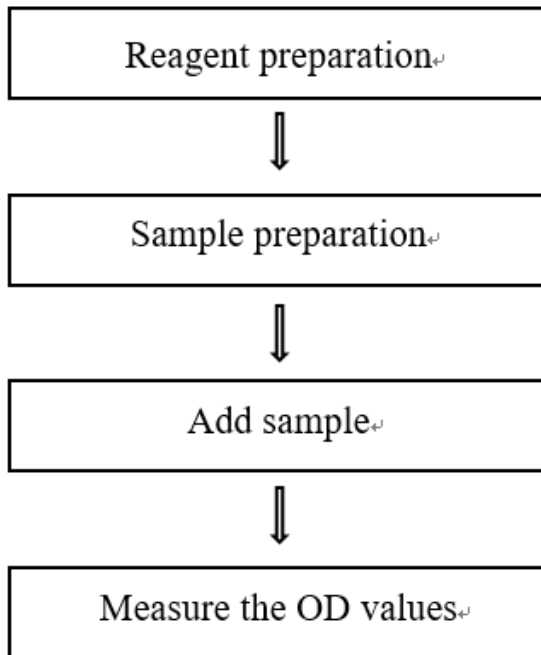 Reagent preparation
Sample preparation
Add sample
Measure the OD values